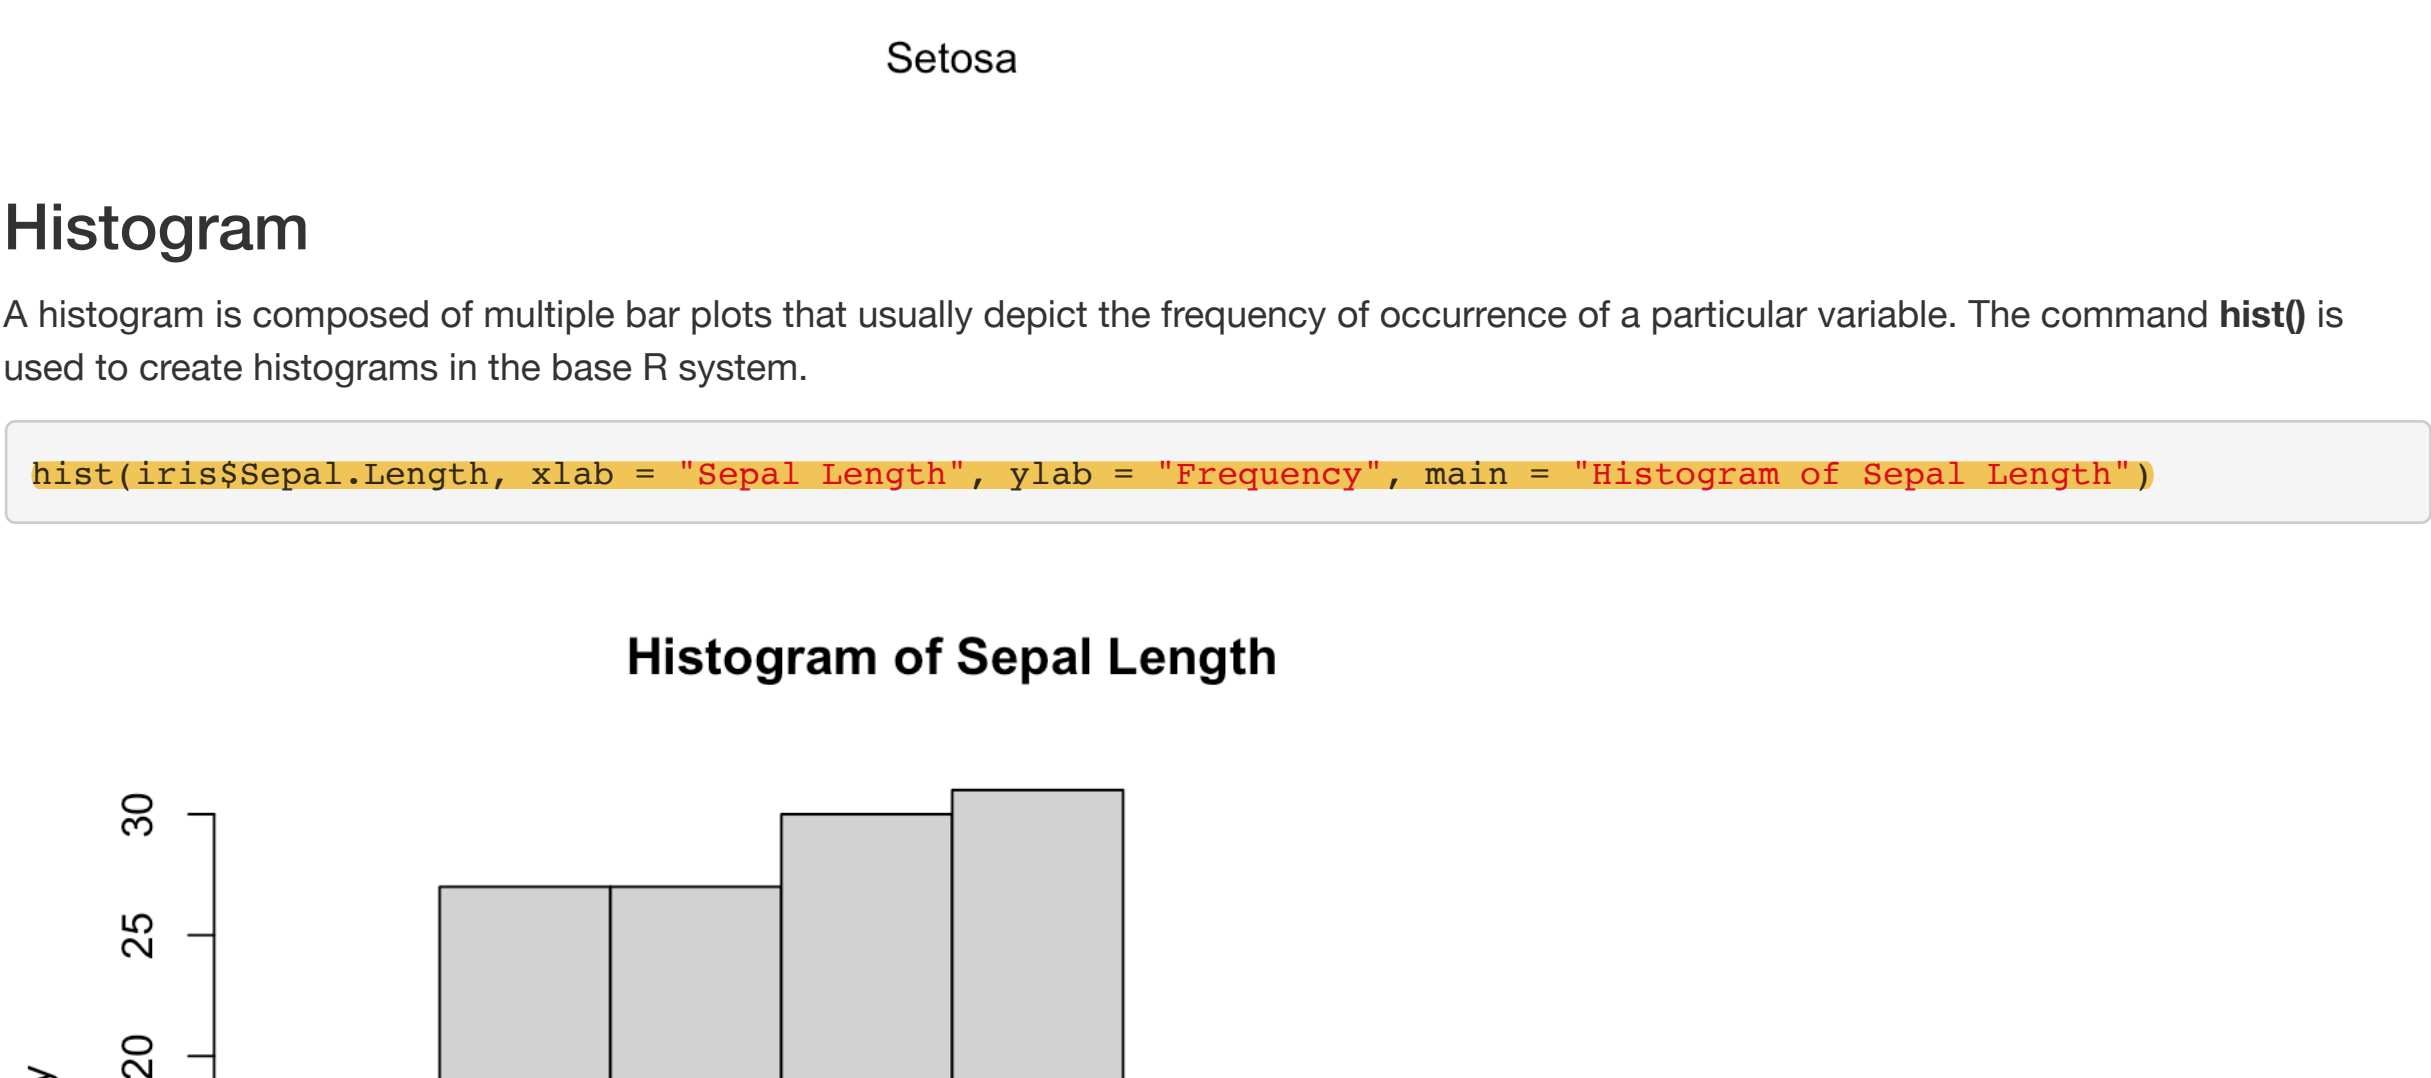 Setosa
Histogram
A histogram is composed of multiple bar plots that usually depict the frequency of occurrence of a particular variable. The command hist() is
used to create histograms in the base R system.
hist(iris$Sepal.Length, xlab = "Sepal Length", ylab = "Frequency", main = "Histogram of Sepal Length")
Histogram of Sepal Length
30
25
20
y